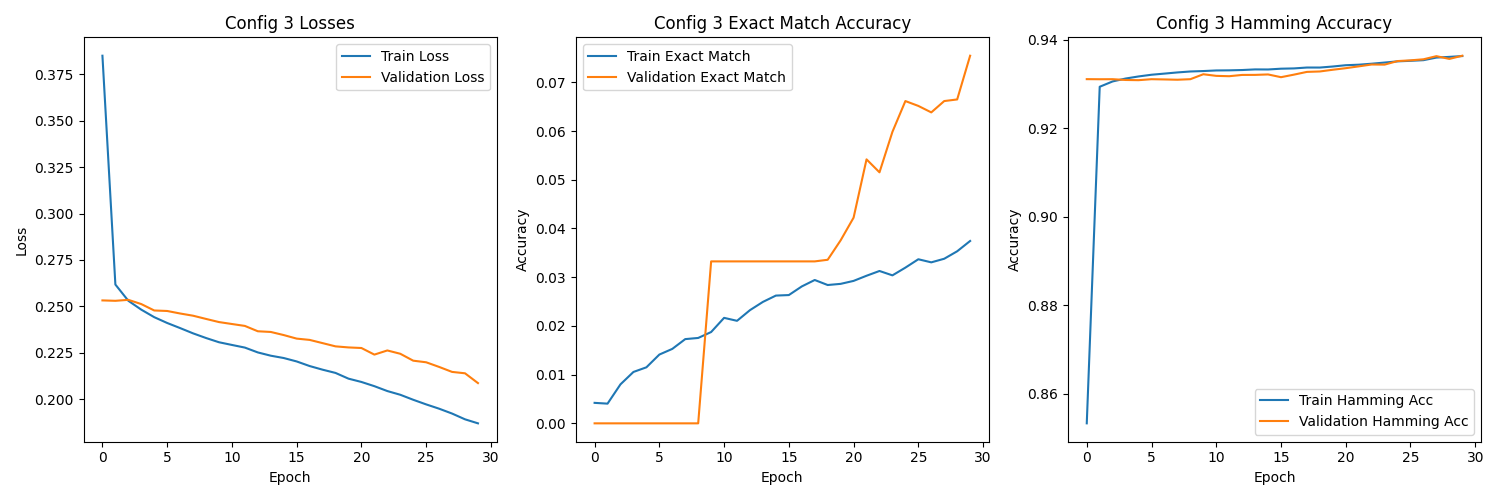 Config 3 Losses
Train Loss
Validation Loss
0.375
0.350
0.325
0.300
0.275
0.250
0.225
0.200
Loss
0 5 10 15 20 25 30
Epoch
Config 3 Exact Match Accuracy
Train Exact Match
Validation Exact Match
0.07
0.06
0.05
0.04
0.03
0.02
0.01
0.00
Accuracy
0 5 10 15 20 25 30
Epoch
Config 3 Hamming Accuracy
0.94
0.92
0.90
0.88
0.86
Accuracy
Train Hamming Acc
Validation Hamming Acc
0 5 10 15 20 25 30
Epoch